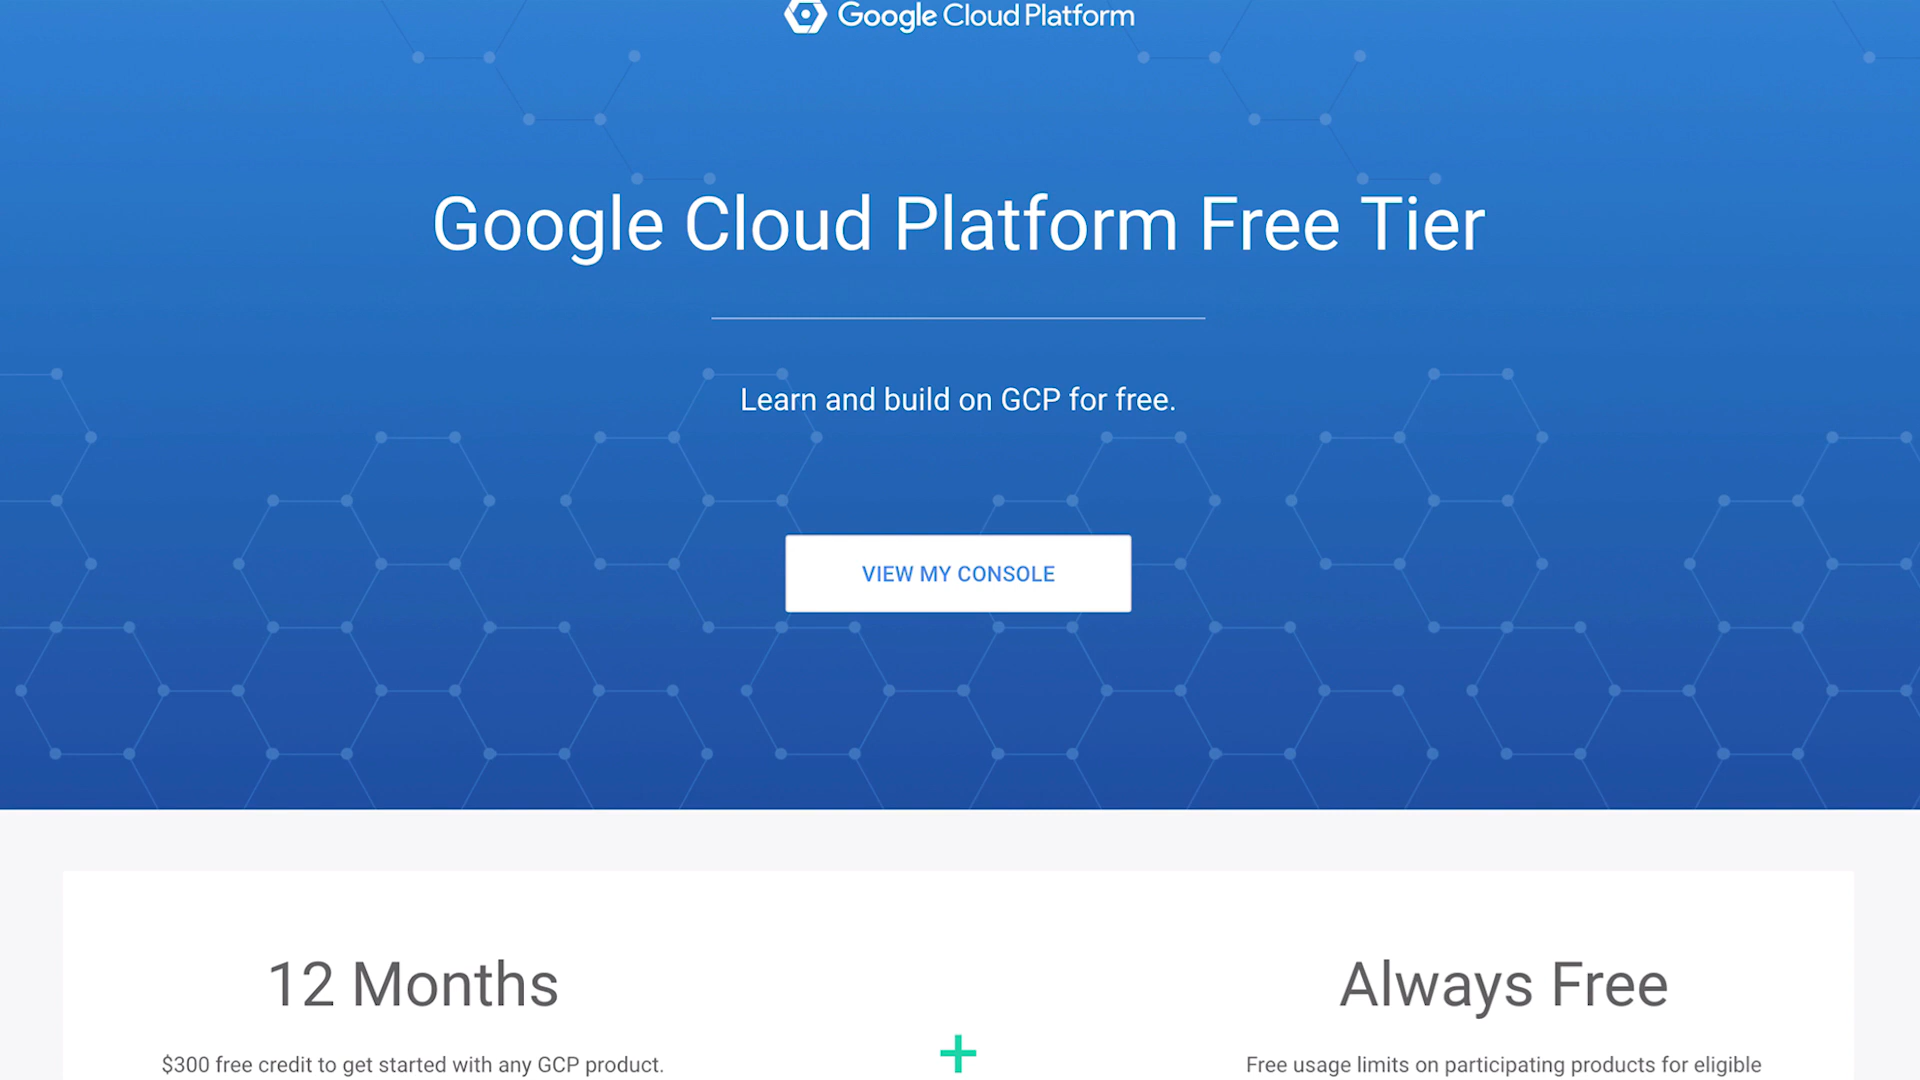 Google Cloud Platform
Google Cloud Platform Free Tier
Learn and build on GCP for free.
VIEW MY CONSOLE
12 Months
$300 free credit to get started with any GCP product.
+
Always Free
Free usage limits on participating products for eligible